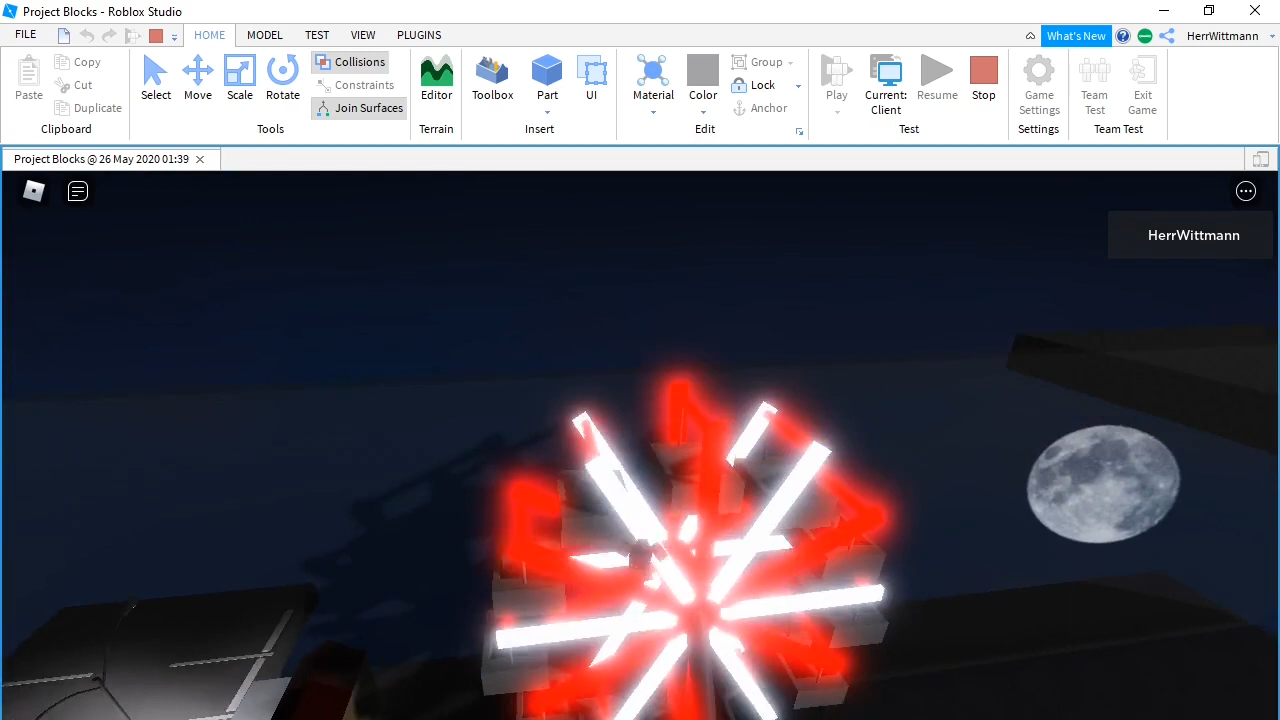 Project Blocks - Roblox Studio
FILE HOME MODEL TEST VIEW PLUGINS What's New HerrWittmann
Paste Copy Cut Duplicate
Select Move Scale Rotate
Collisions
Constraints
Join Surfaces
Editor Toolbox Part UI
Material Color
Group
Lock
Anchor
Play Current: Client Resume Stop
Game Settings
Team Test
Exit Game
Clipboard Tools Terrain Insert Edit Test Settings Team Test
Project Blocks @ 26 May 2020 01:39
HerrWittmann